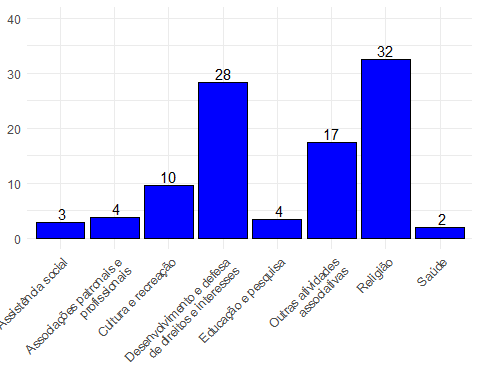 40
30
20
10
0
3
4
10
28
4
17
32
2
Assistência social
Associações patronais e
profissionais
Cultura e recreação
Desenvolvimento e defesa
de direitos e interesses
Educação e pesquisa
Outras atividades
associativas
Religião
Saúde